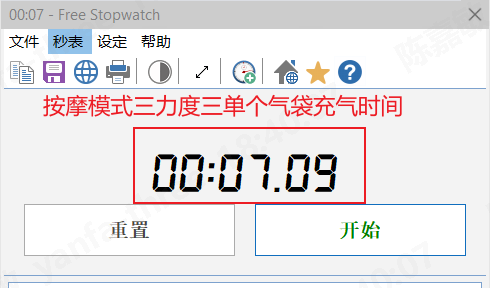 00:07 - Free Stopwatch
文件 秒表 设定 帮助
按摩模式三力度三单个气袋充气时间
00:07.09
重置 开始